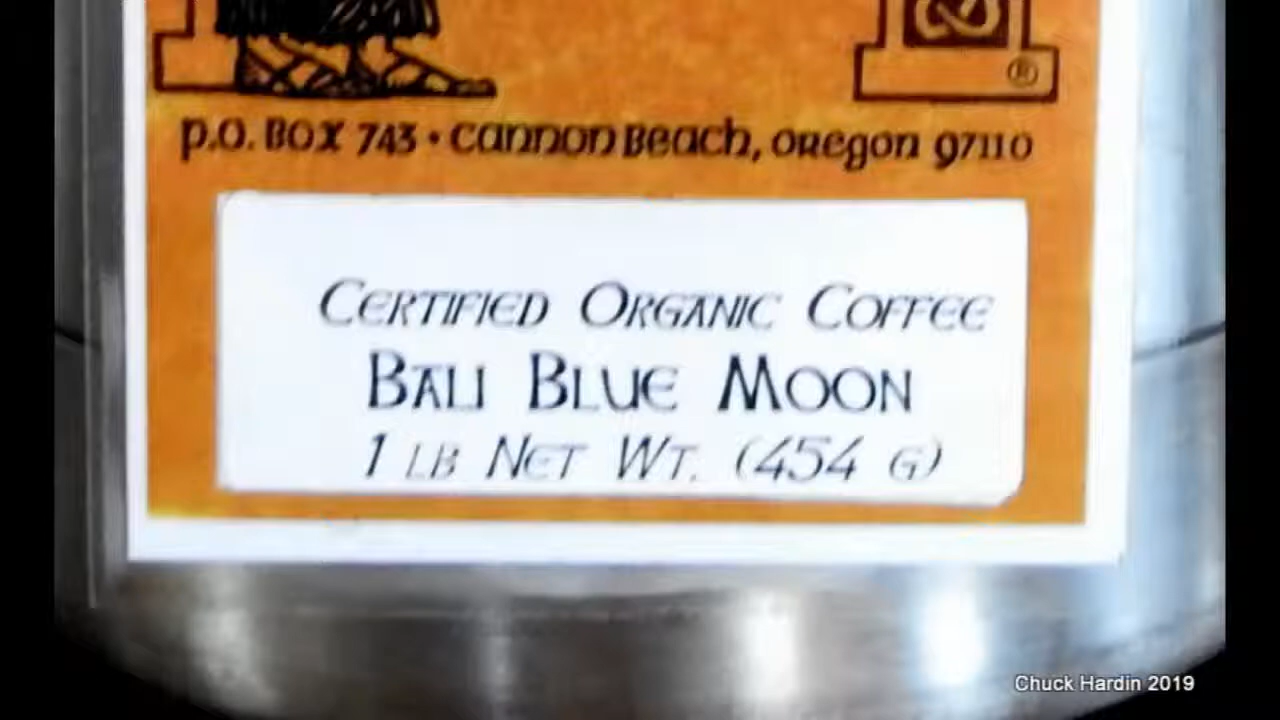 ®
P.O. BOX 743 • Cannon Beach, Oregon 97110
Certified Organic Coffee
Bali Blue Moon
1 lb Net Wt. (454 g)
Chuck Hardin 2019